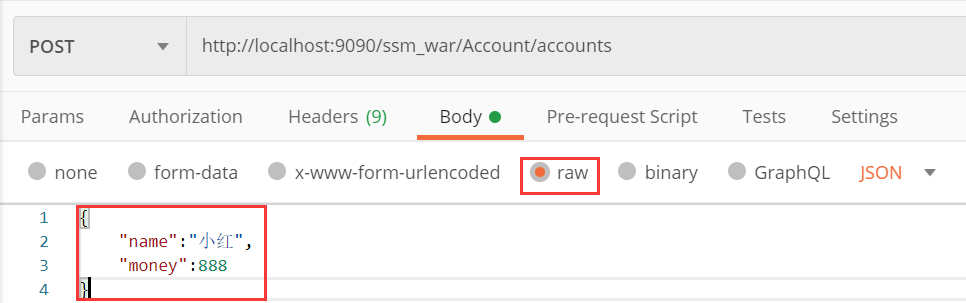 POST http://localhost:9090/ssm_war/Account/accounts
Params Authorization Headers (9) Body Pre-request Script Tests Settings
none form-data x-www-form-urlencoded raw binary GraphQL JSON
1 {
2 "name":"小红",
3 "money":888
4 }